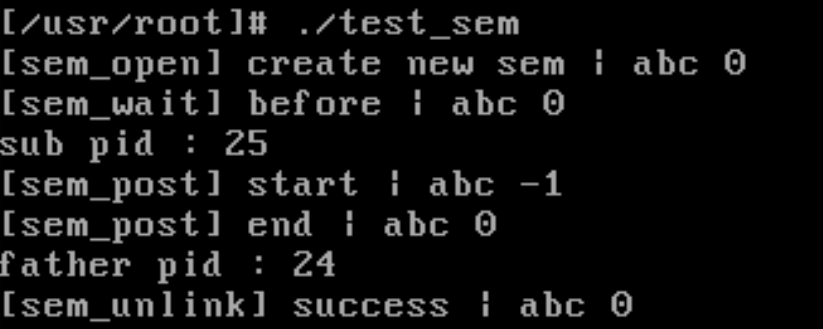 [/usr/root]# ./test_sem
[sem_open] create new sem | abc 0
[sem_wait] before | abc 0
sub pid : 25
[sem_post] start | abc -1
[sem_post] end | abc 0
father pid : 24
[sem_unlink] success | abc 0